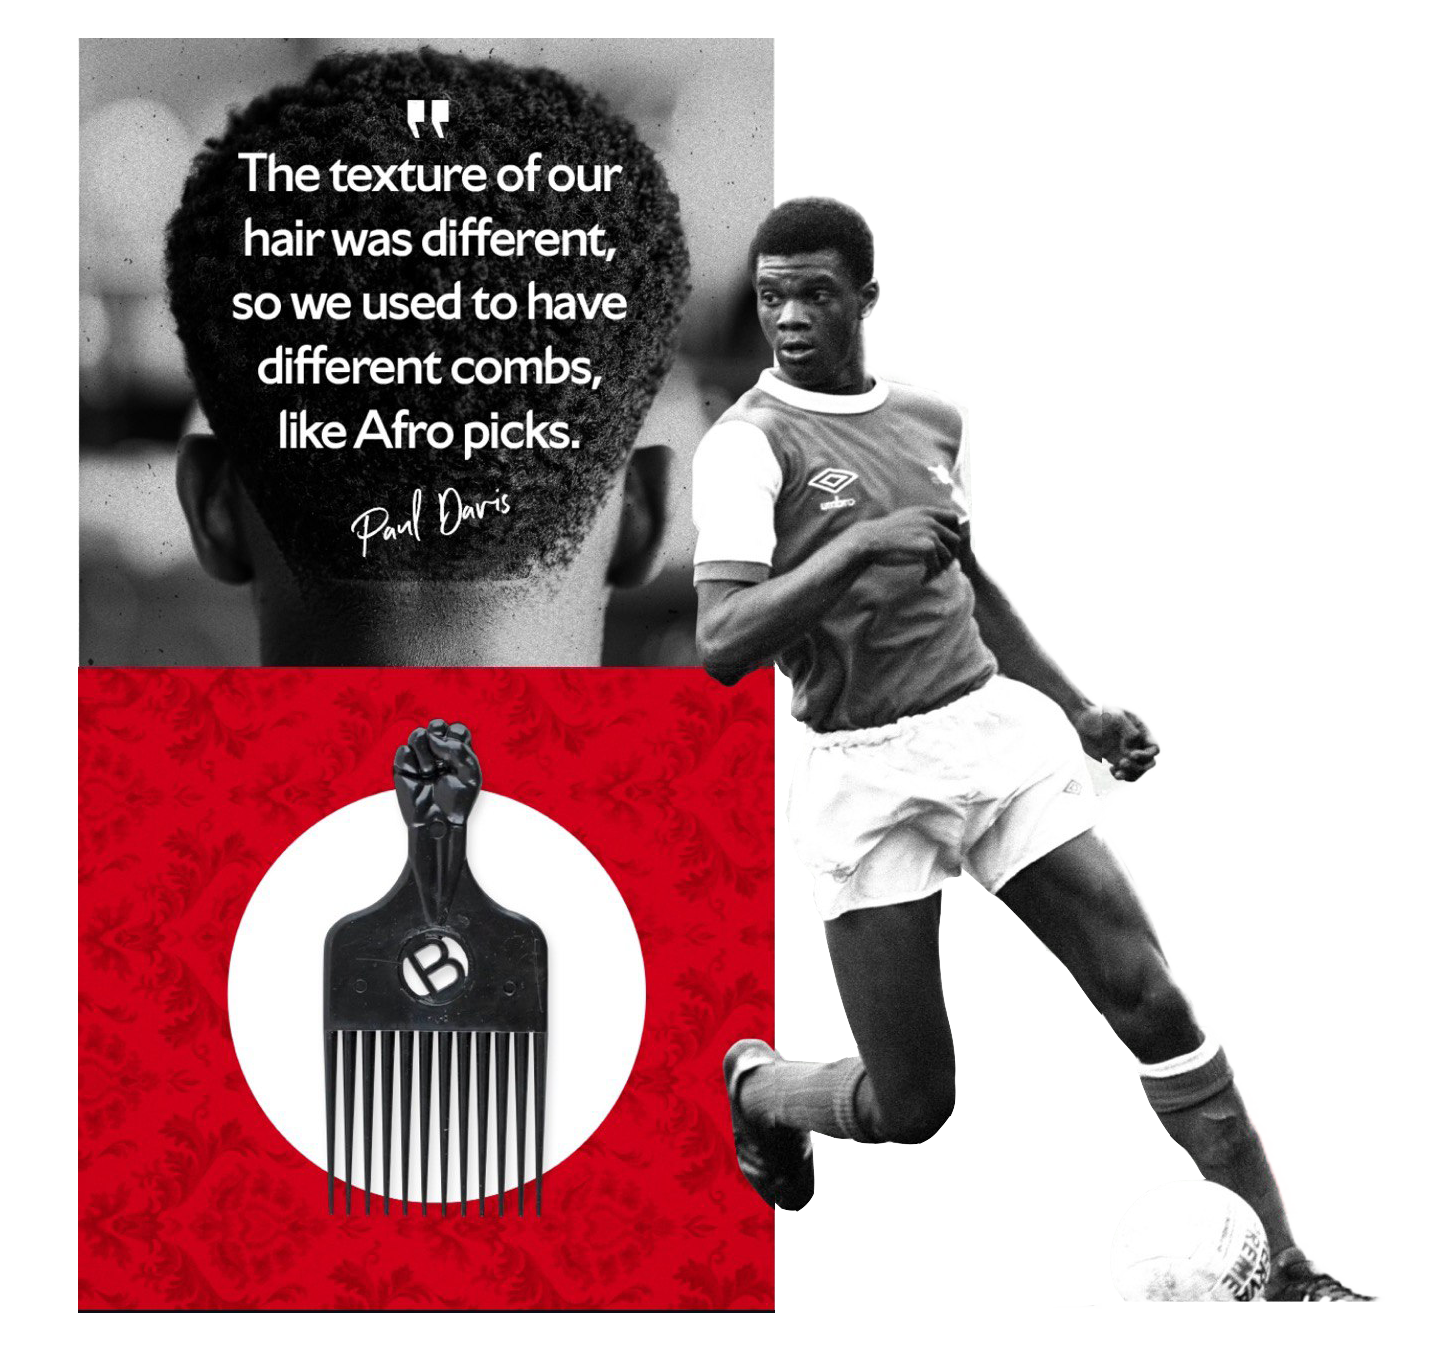 "
The texture of our
hair was different,
so we used to have
different combs,
like Afro picks.
Paul Davis
umbro
B